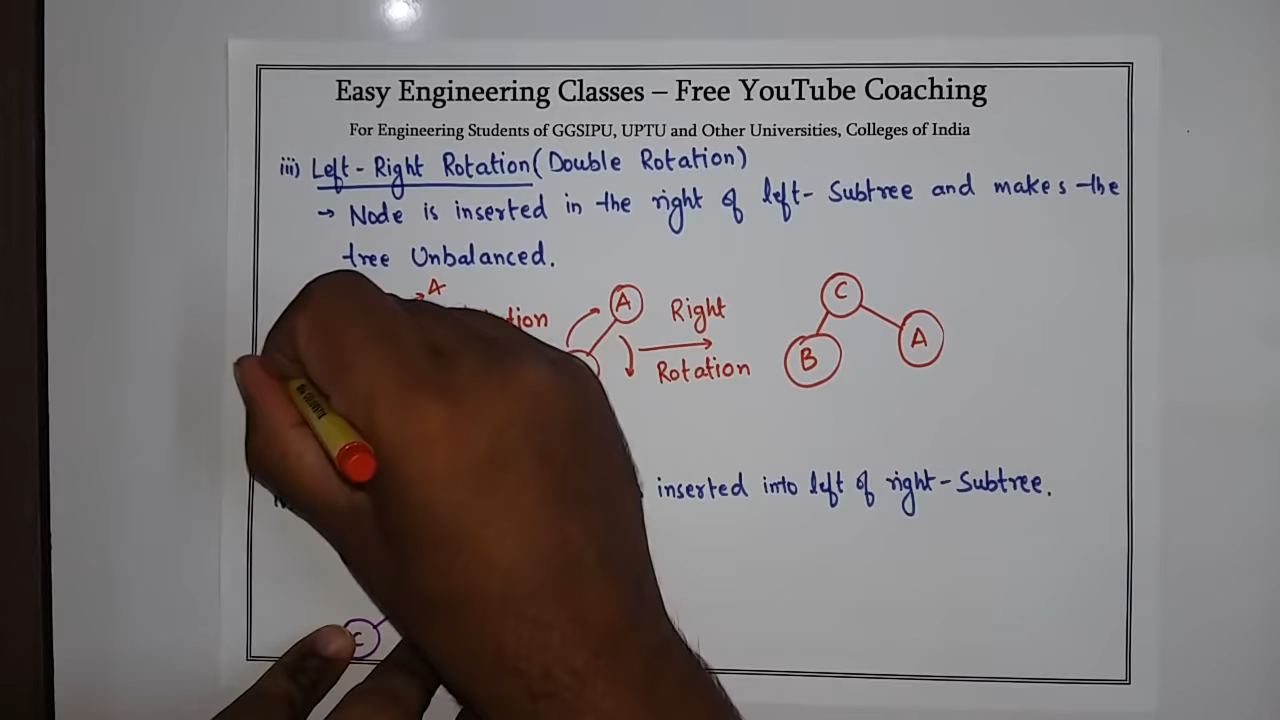 Easy Engineering Classes – Free YouTube Coaching
For Engineering Students of GGSIPU, UPTU and Other Universities, Colleges of India
iii) Left-Right Rotation (Double Rotation)
→ Node is inserted in the right of left-Subtree and makes the
tree Unbalanced.
A Right C
Rotation B A
inserted into left of right-Subtree.
C